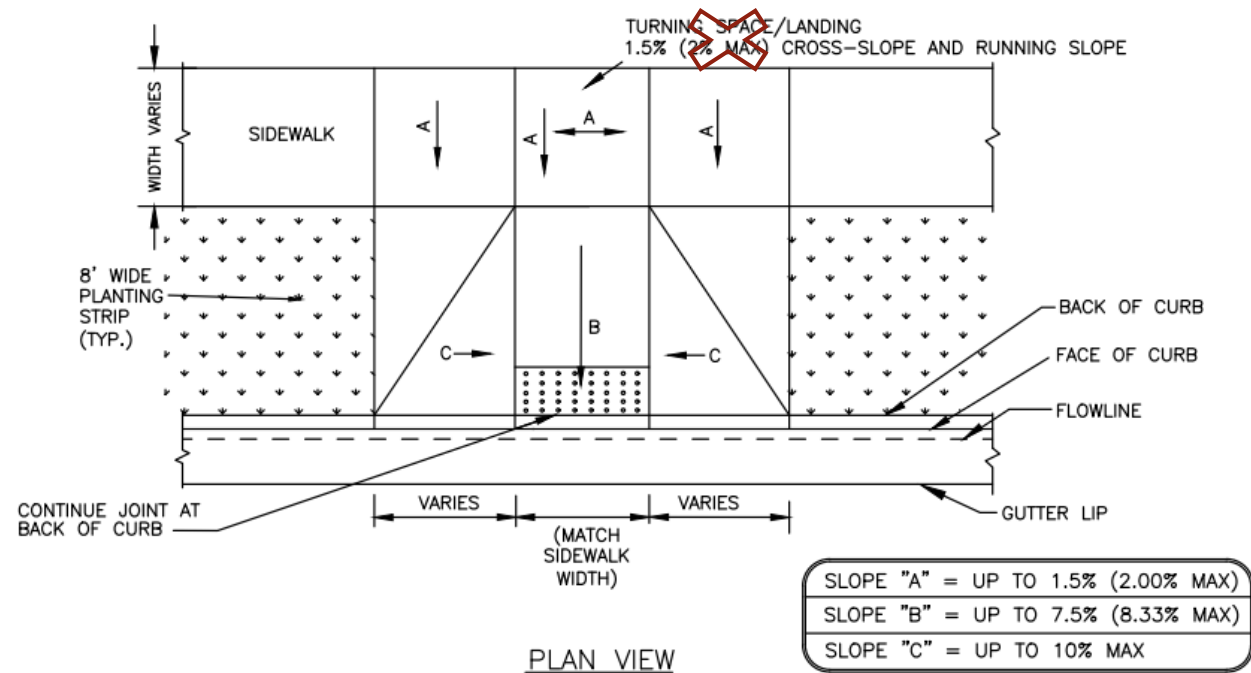 TURNING SPACE/LANDING
1.5% (2% MAX) CROSS-SLOPE AND RUNNING SLOPE
WIDTH VARIES
SIDEWALK
A
A
A
A
8' WIDE
PLANTING
STRIP
(TYP.)
B
C
C
BACK OF CURB
FACE OF CURB
FLOWLINE
GUTTER LIP
CONTINUE JOINT AT
BACK OF CURB
VARIES
(MATCH
SIDEWALK
WIDTH)
VARIES
SLOPE "A" = UP TO 1.5% (2.00% MAX)
SLOPE "B" = UP TO 7.5% (8.33% MAX)
SLOPE "C" = UP TO 10% MAX
PLAN VIEW